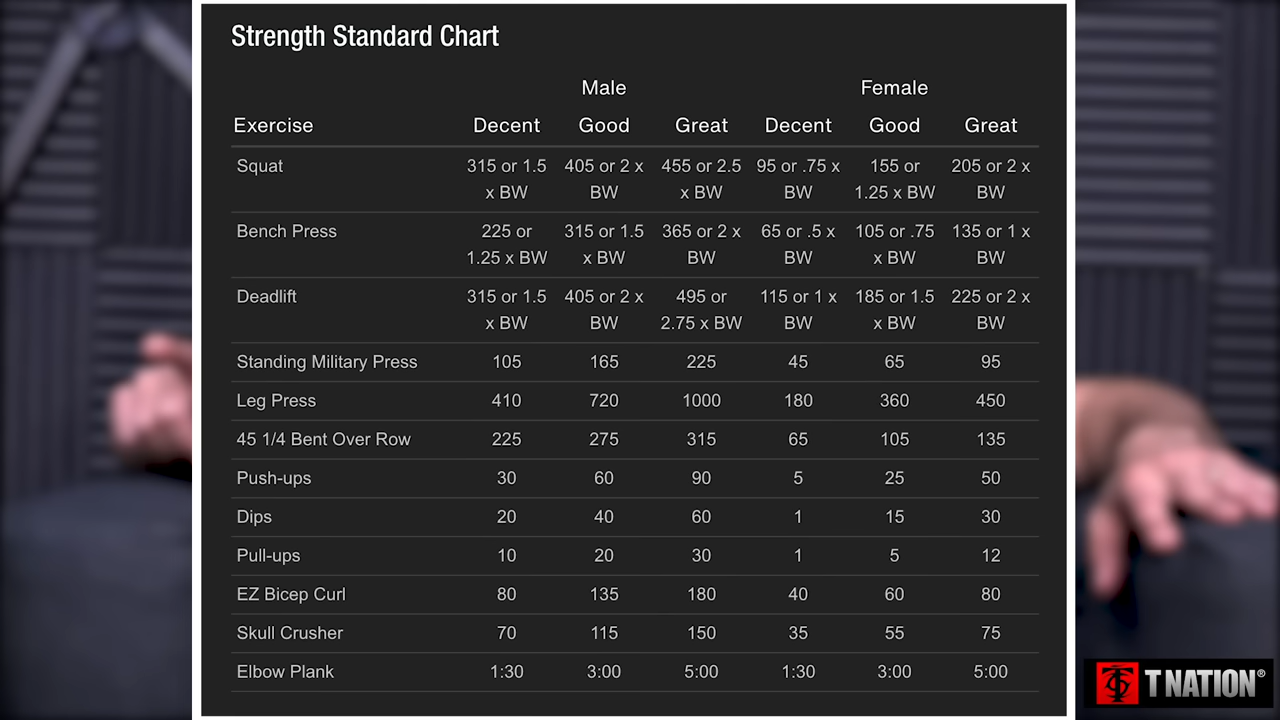 Strength Standard Chart
Male Female
Exercise Decent Good Great Decent Good Great
Squat 315 or 1.5 x BW 405 or 2 x BW 455 or 2.5 x BW 95 or .75 x BW 155 or 1.25 x BW 205 or 2 x BW
Bench Press 225 or 1.25 x BW 315 or 1.5 x BW 365 or 2 x BW 65 or .5 x BW 105 or .75 x BW 135 or 1 x BW
Deadlift 315 or 1.5 x BW 405 or 2 x BW 495 or 2.75 x BW 115 or 1 x BW 185 or 1.5 x BW 225 or 2 x BW
Standing Military Press 105 165 225 45 65 95
Leg Press 410 720 1000 180 360 450
45 1/4 Bent Over Row 225 275 315 65 105 135
Push-ups 30 60 90 5 25 50
Dips 20 40 60 1 15 30
Pull-ups 10 20 30 1 5 12
EZ Bicep Curl 80 135 180 40 60 80
Skull Crusher 70 115 150 35 55 75
Elbow Plank 1:30 3:00 5:00 1:30 3:00 5:00
T NATION®